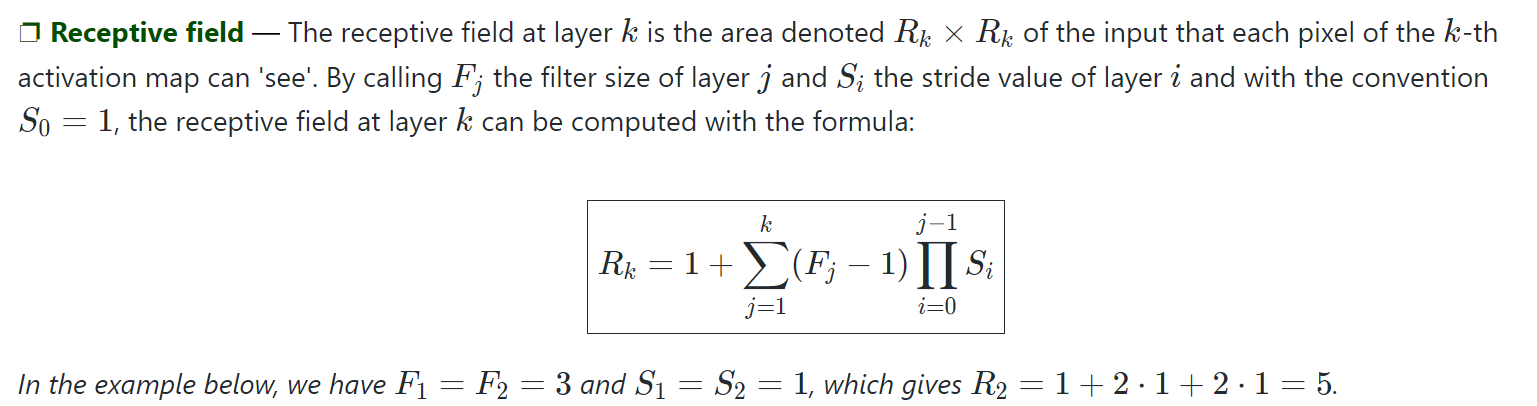 ❐ Receptive field — The receptive field at layer k is the area denoted R_k × R_k of the input that each pixel of the k-th
activation map can 'see'. By calling F_j the filter size of layer j and S_i the stride value of layer i and with the convention
S_0 = 1, the receptive field at layer k can be computed with the formula:
R_k = 1 + \sum_{j=1}^{k} (F_j − 1) \prod_{i=0}^{j−1} S_i
In the example below, we have F_1 = F_2 = 3 and S_1 = S_2 = 1, which gives R_2 = 1 + 2 · 1 + 2 · 1 = 5.